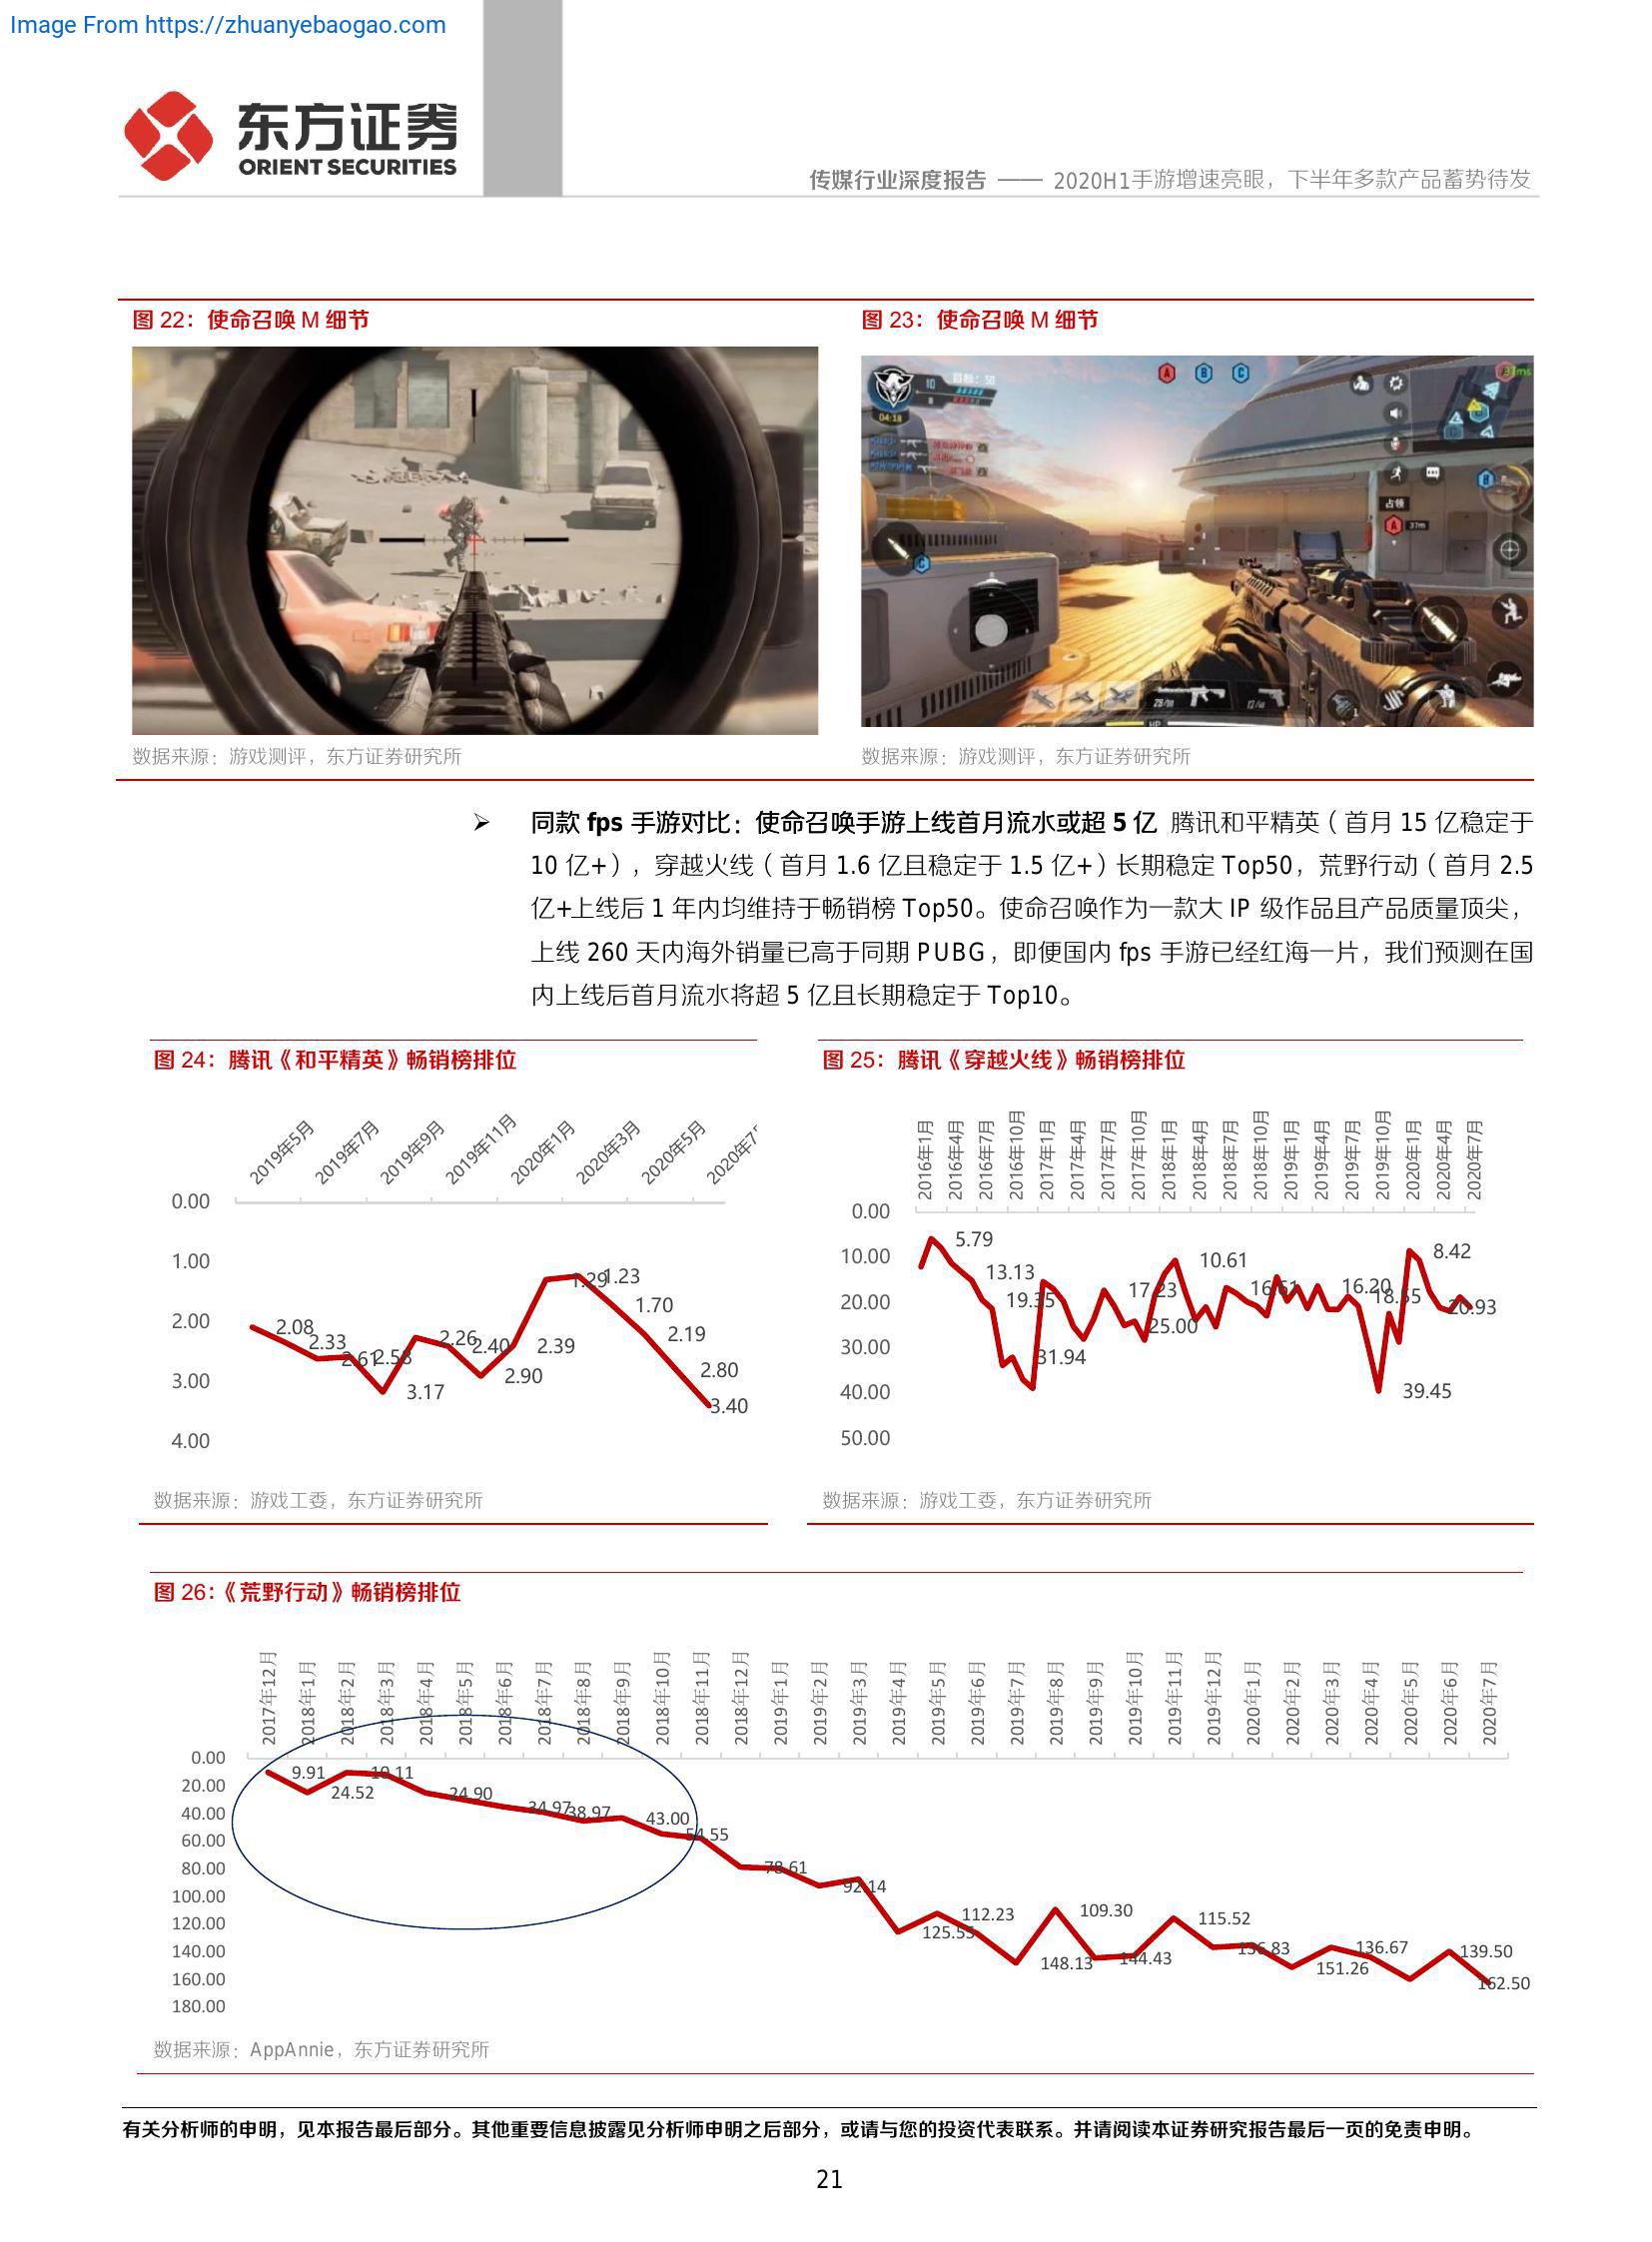 Image From https://zhuanyebaogao.com
东方证券
ORIENT SECURITIES
传媒行业深度报告 —— 2020H1手游增速亮眼，下半年多款产品蓄势待发
图 22：使命召唤 M 细节
图 23：使命召唤 M 细节
10
04:18
A B C
占领
A 37m
C
HP
数据来源：游戏测评，东方证券研究所
数据来源：游戏测评，东方证券研究所
➢ 同款 fps 手游对比：使命召唤手游上线首月流水或超 5 亿 腾讯和平精英（首月 15 亿稳定于
10 亿+），穿越火线（首月 1.6 亿且稳定于 1.5 亿+）长期稳定 Top50，荒野行动（首月 2.5
亿+上线后 1 年内均维持于畅销榜 Top50。使命召唤作为一款大 IP 级作品且产品质量顶尖，
上线 260 天内海外销量已高于同期 PUBG，即便国内 fps 手游已经红海一片，我们预测在国
内上线后首月流水将超 5 亿且长期稳定于 Top10。
图 24：腾讯《和平精英》畅销榜排位
2019年5月 2019年7月 2019年9月 2019年11月 2020年1月 2020年3月 2020年5月
0.00
1.00
2.00
3.00
4.00
2.08 2.33 2.61 2.58 3.17 2.26 2.40 2.90 2.39 1.29 1.23 1.70 2.19 2.80 3.40
数据来源：游戏工委，东方证券研究所
图 25：腾讯《穿越火线》畅销榜排位
2016年1月 2016年4月 2016年7月 2016年10月 2017年1月 2017年4月 2017年7月 2017年10月 2018年1月 2018年4月 2018年7月 2018年10月 2019年1月 2019年4月 2019年7月 2019年10月 2020年1月 2020年4月 2020年7月
0.00
10.00
20.00
30.00
40.00
50.00
5.79 13.13 19.35 31.94 17.23 25.00 10.61 16.61 16.20 18.55 39.45 8.42 20.93
数据来源：游戏工委，东方证券研究所
图 26：《荒野行动》畅销榜排位
2017年12月 2018年1月 2018年2月 2018年3月 2018年4月 2018年5月 2018年6月 2018年7月 2018年8月 2018年9月 2018年10月 2018年11月 2018年12月 2019年1月 2019年2月 2019年3月 2019年4月 2019年5月 2019年6月 2019年7月 2019年8月 2019年9月 2019年10月 2019年11月 2019年12月 2020年1月 2020年2月 2020年3月 2020年4月 2020年5月 2020年6月 2020年7月
0.00
20.00
40.00
60.00
80.00
100.00
120.00
140.00
160.00
180.00
9.91 24.52 10.11 24.90 34.97 38.97 43.00 54.55 78.61 92.14 125.55 112.23 148.13 109.30 144.43 115.52 136.83 151.26 136.67 139.50 162.50
数据来源：AppAnnie，东方证券研究所
有关分析师的申明，见本报告最后部分。其他重要信息披露见分析师申明之后部分，或请与您的投资代表联系。并请阅读本证券研究报告最后一页的免责申明。
21